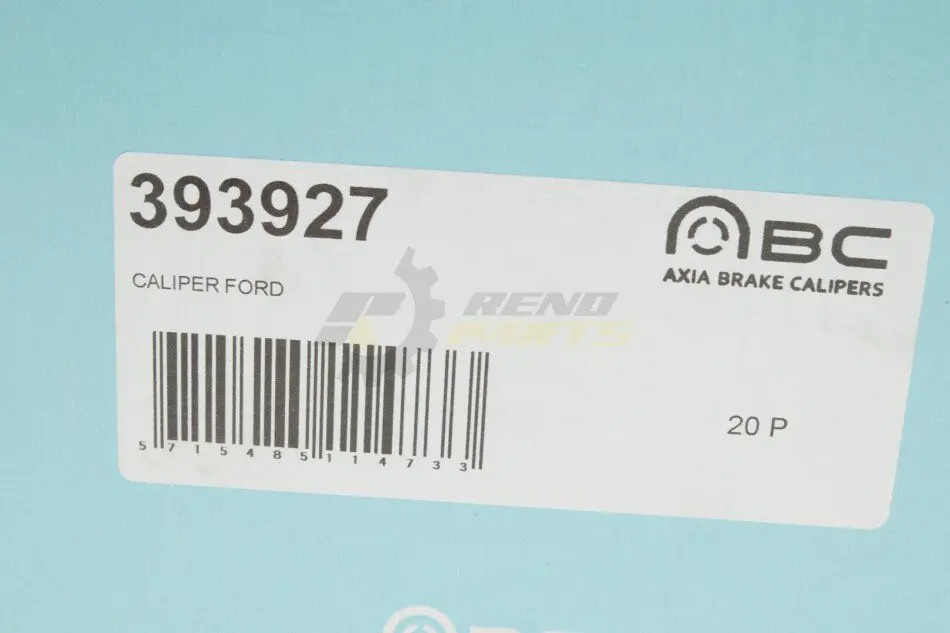 393927
ABC
AXIA BRAKE CALIPERS
CALIPER FORD
RENO
PARTS
5 715485 114733
20 P